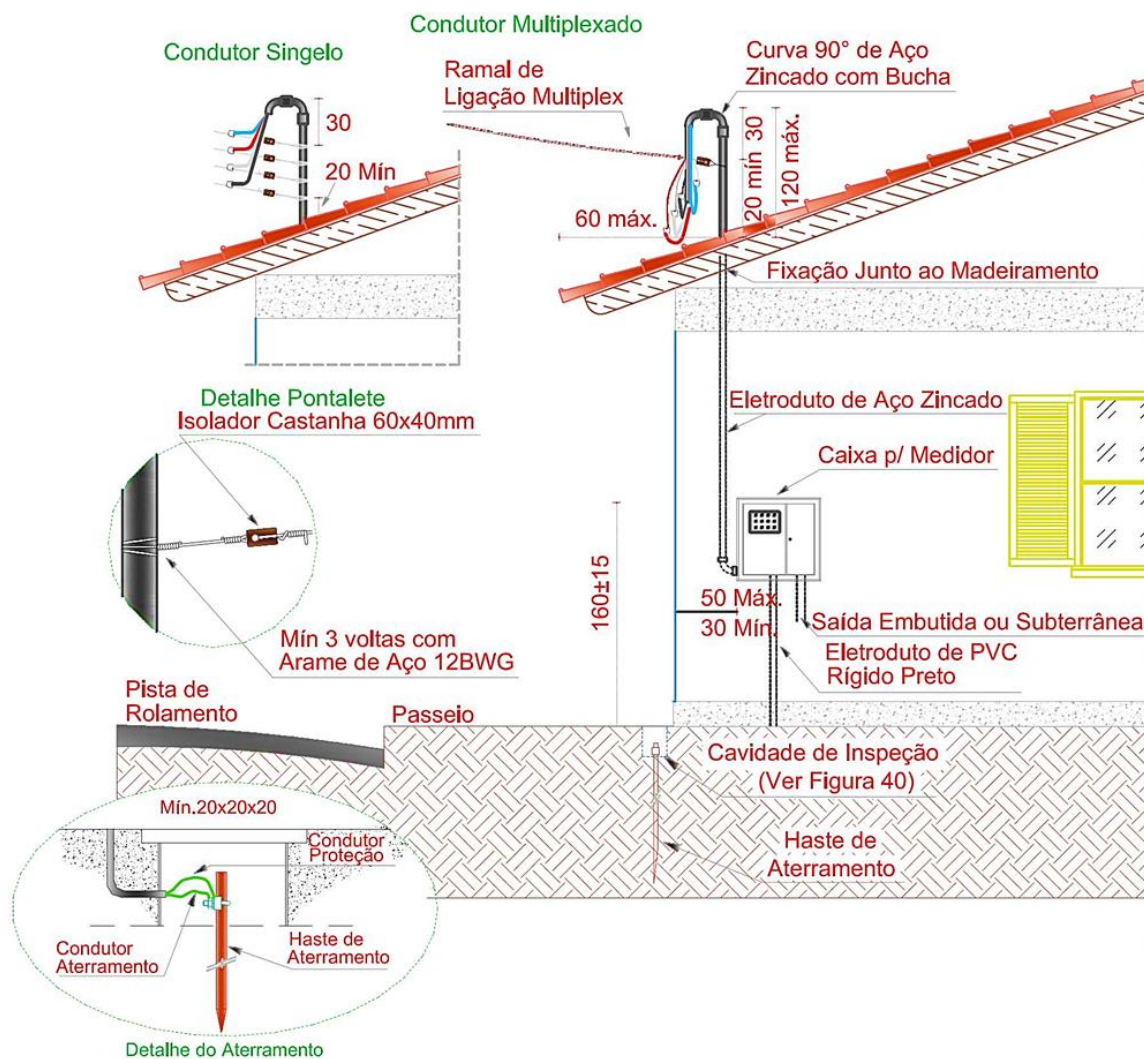 Condutor Singelo
30
20 Mín
Condutor Multiplexado
Ramal de
Ligação Multiplex
Curva 90° de Aço
Zincado com Bucha
20 mín 30
120 máx.
60 máx.
Fixação Junto ao Madeiramento
Eletroduto de Aço Zincado
Caixa p/ Medidor
160±15
50 Máx.
30 Mín.
Saída Embutida ou Subterrânea
Eletroduto de PVC
Rígido Preto
Detalhe Pontalete
Isolador Castanha 60x40mm
Mín 3 voltas com
Arame de Aço 12BWG
Pista de
Rolamento
Passeio
Cavidade de Inspeção
(Ver Figura 40)
Haste de
Aterramento
Mín.20x20x20
Condutor
Proteção
Condutor
Aterramento
Haste de
Aterramento
Detalhe do Aterramento